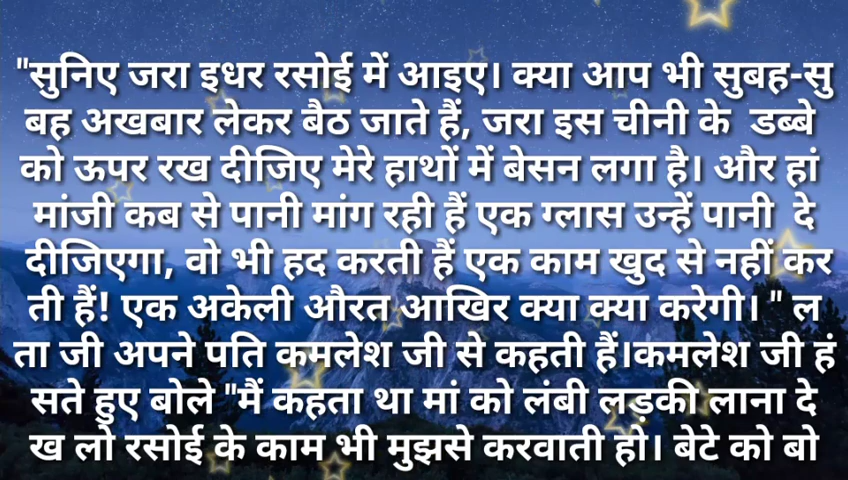 "सुनिए जरा इधर रसोई में आइए। क्या आप भी सुबह-सु
बह अखबार लेकर बैठ जाते हैं, जरा इस चीनी के  डब्बे
को ऊपर रख दीजिए मेरे हाथों में बेसन लगा है। और हां
मांजी कब से पानी मांग रही हैं एक ग्लास उन्हें पानी  दे
दीजिएगा, वो भी हद करती हैं एक काम खुद से नहीं कर
ती हैं! एक अकेली औरत आखिर क्या क्या करेगी। " ल
ता जी अपने पति कमलेश जी से कहती हैं।कमलेश जी हं
सते हुए बोले "मैं कहता था मां को लंबी लड़की लाना दे
ख लो रसोई के काम भी मुझसे करवाती हो। बेटे को बो